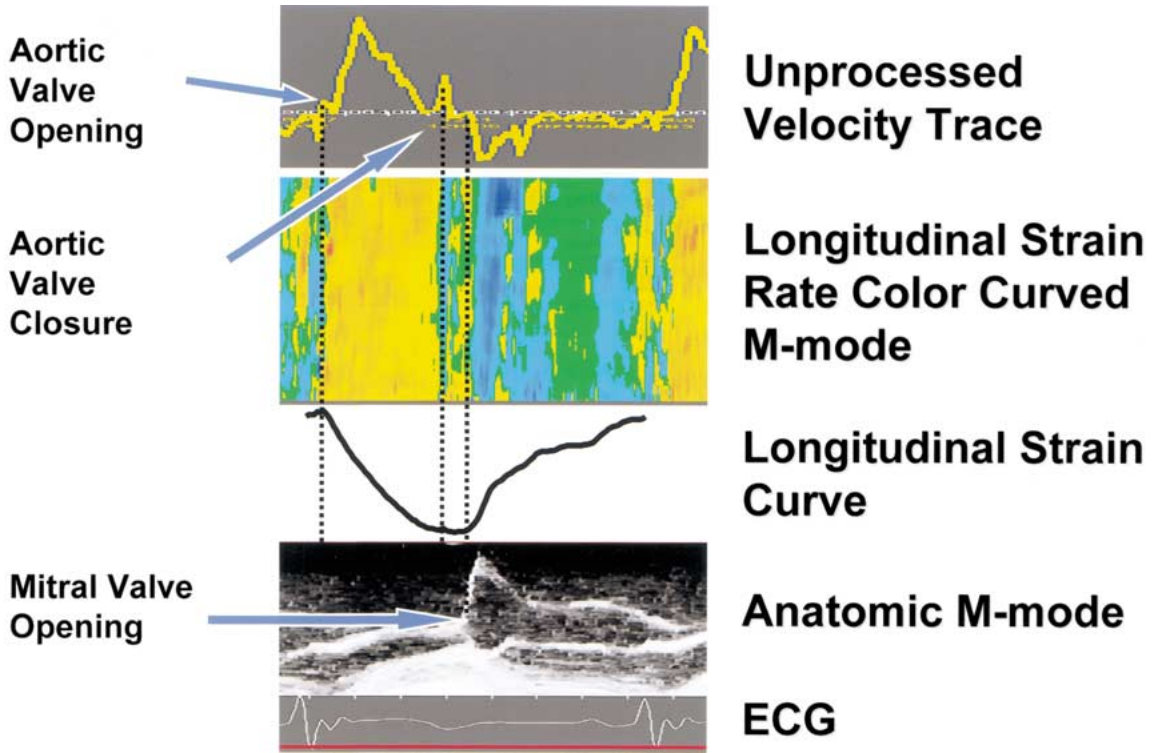 Aortic
Valve
Opening
Unprocessed
Velocity Trace
Aortic
Valve
Closure
Longitudinal Strain
Rate Color Curved
M-mode
Longitudinal Strain
Curve
Mitral Valve
Opening
Anatomic M-mode
ECG